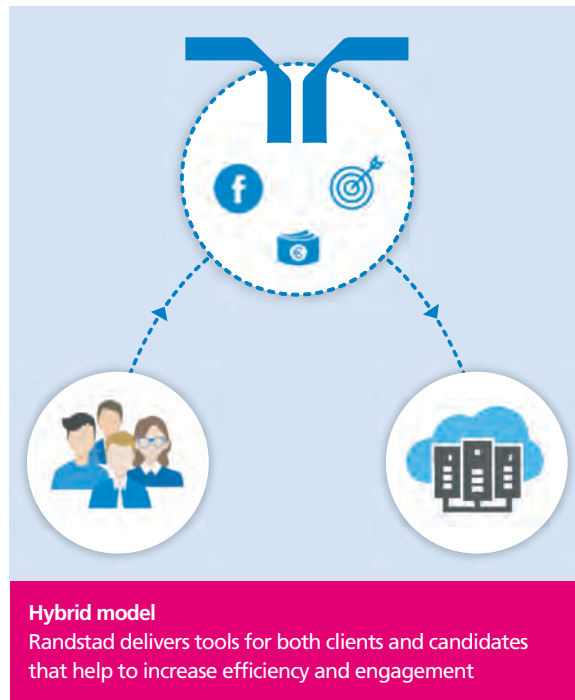 Hybrid model
Randstad delivers tools for both clients and candidates
that help to increase efficiency and engagement